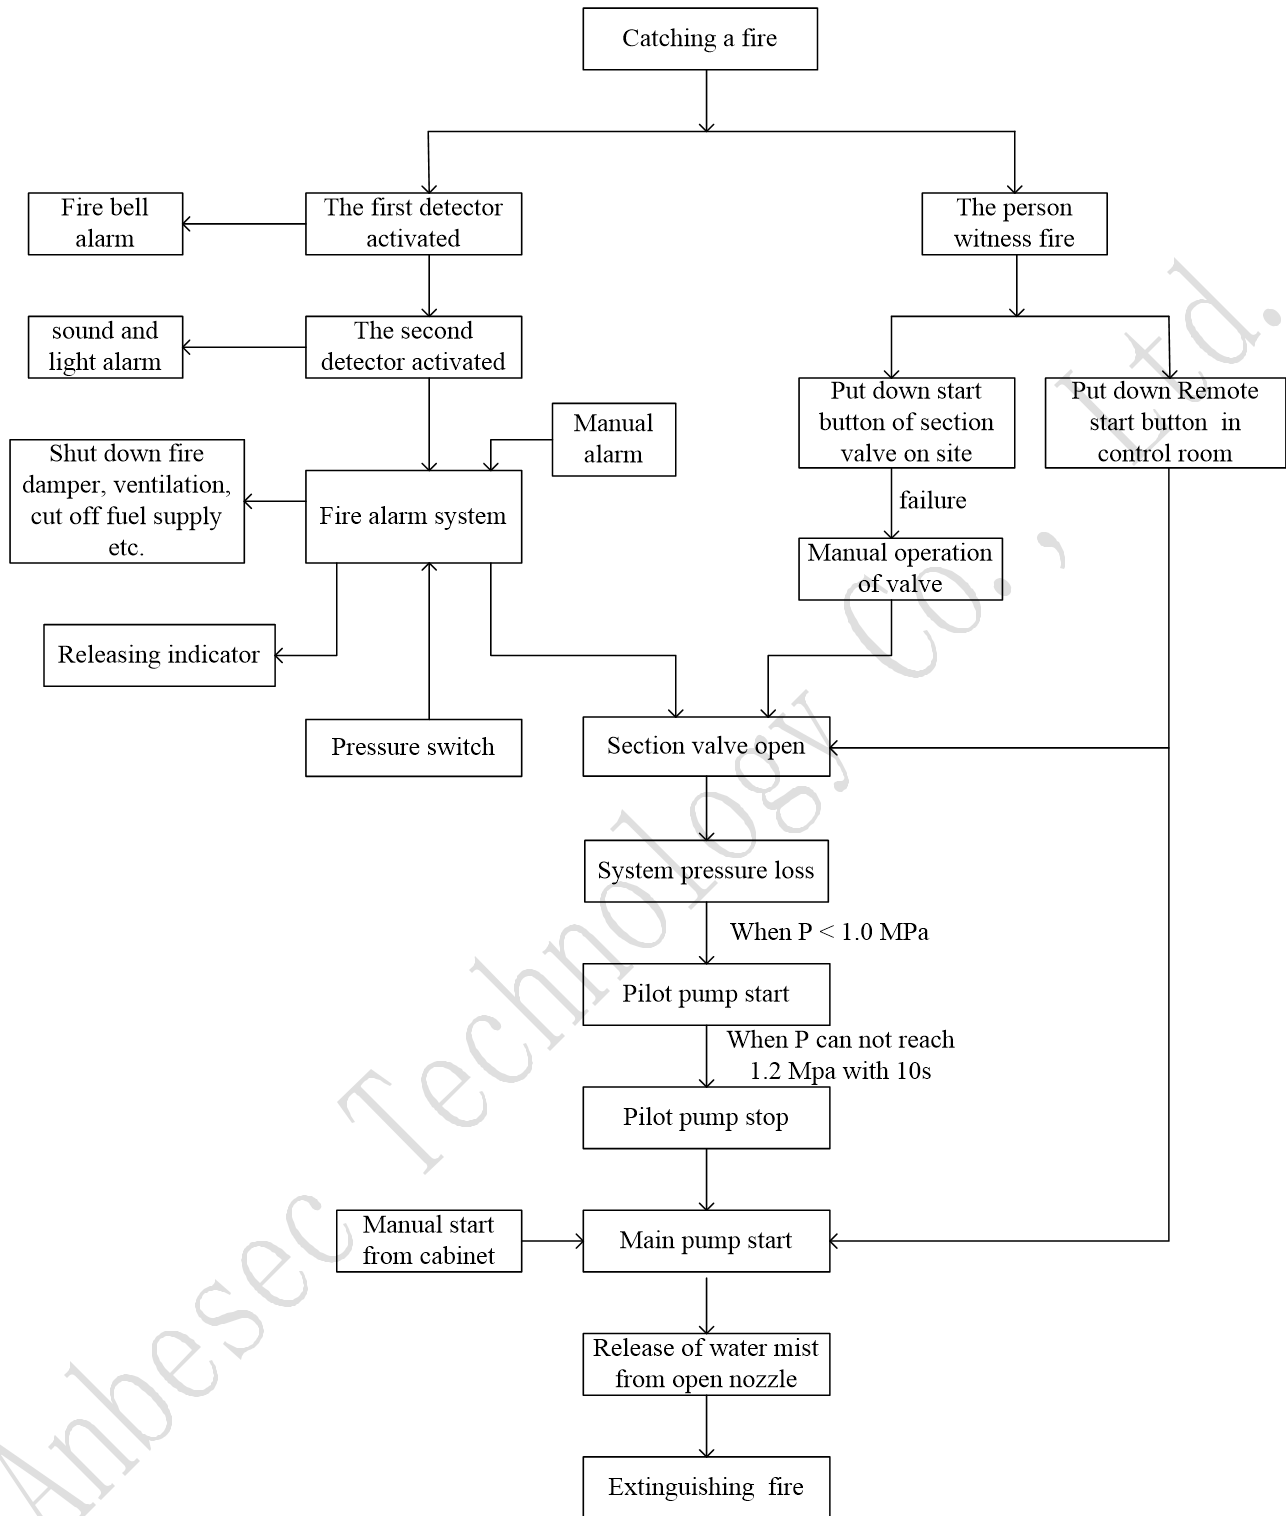 Catching a fire
Fire bell
alarm
The first detector
activated
The person
witness fire
sound and
light alarm
The second
detector activated
Put down start
button of section
valve on site
Put down Remote
start button  in
control room
Manual
alarm
Shut down fire
damper, ventilation,
cut off fuel supply
etc.
Fire alarm system
failure
Manual operation
of valve
Releasing indicator
Pressure switch
Section valve open
System pressure loss
When P < 1.0 MPa
Pilot pump start
When P can not reach
1.2 Mpa with 10s
Pilot pump stop
Manual start
from cabinet
Main pump start
Release of water mist
from open nozzle
Extinguishing  fire
Anbesec Technology Co., Ltd.